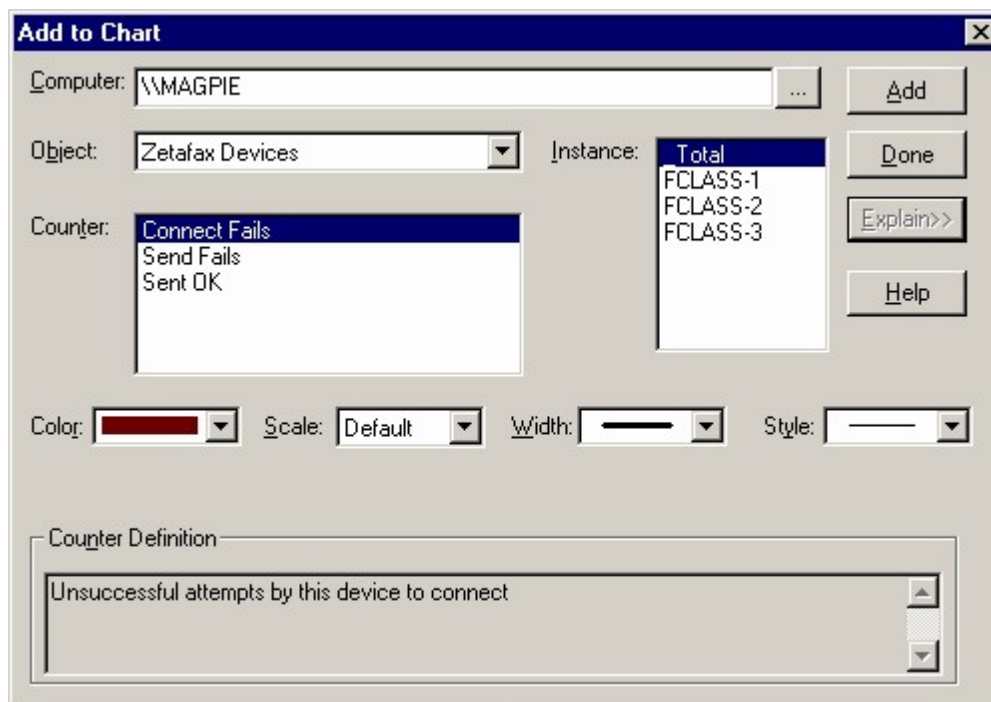 Add to Chart
Computer: \\MAGPIE ... Add
Object: Zetafax Devices Instance: _Total Done
FCLASS-1
FCLASS-2
FCLASS-3
Counter: Connect Fails Explain>>
Send Fails
Sent OK
Help
Color: Scale: Default Width: Style:
Counter Definition
Unsuccessful attempts by this device to connect